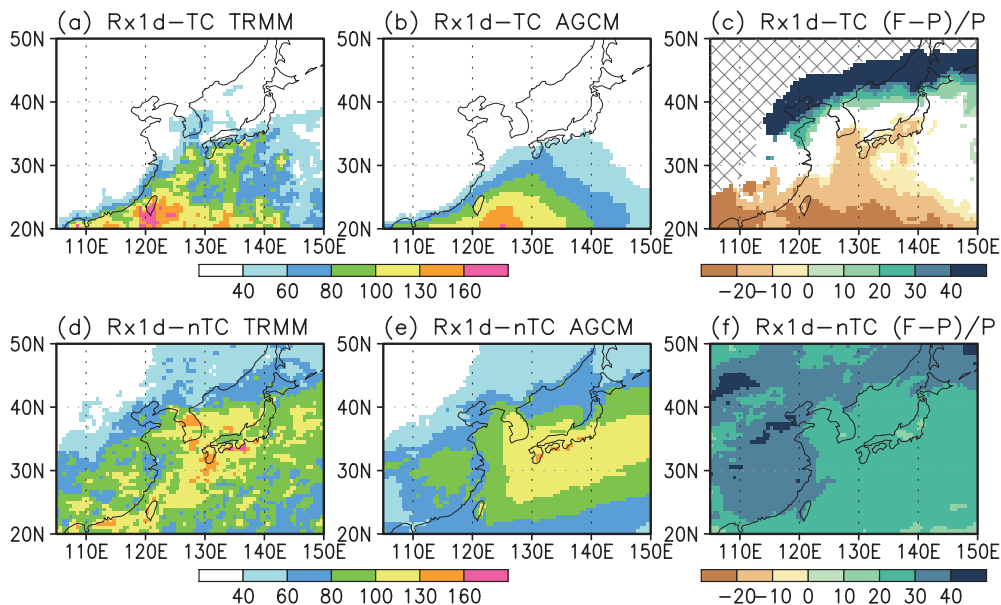 (a) Rx1d-TC TRMM (b) Rx1d-TC AGCM (c) Rx1d-TC (F-P)/P
50N 50N 50N
40N 40N 40N
30N 30N 30N
20N 20N 20N
110E 120E 130E 140E 150E 110E 120E 130E 140E 150E 110E 120E 130E 140E 150E
40 60 80 100 130 160 -20 -10 0 10 20 30 40
(d) Rx1d-nTC TRMM (e) Rx1d-nTC AGCM (f) Rx1d-nTC (F-P)/P
50N 50N 50N
40N 40N 40N
30N 30N 30N
20N 20N 20N
110E 120E 130E 140E 150E 110E 120E 130E 140E 150E 110E 120E 130E 140E 150E
40 60 80 100 130 160 -20 -10 0 10 20 30 40